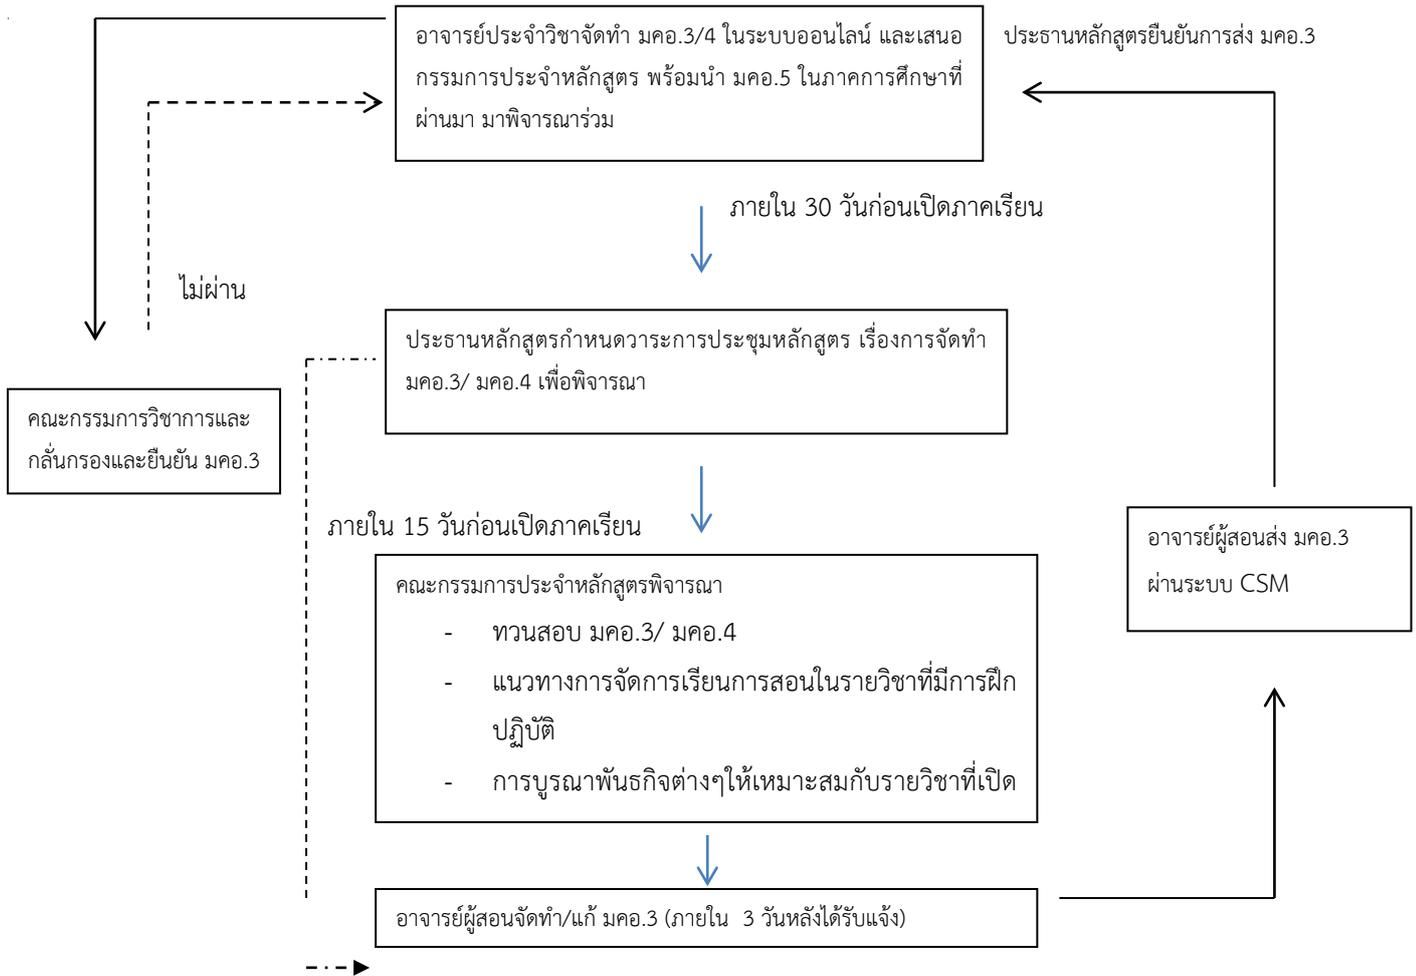 อาจารย์ประจำวิชาจัดทำ มคอ.3/4 ในระบบออนไลน์ และเสนอ
กรรมการประจำหลักสูตร พร้อมนำ มคอ.5 ในภาคการศึกษาที่
ผ่านมา มาพิจารณาร่วม
ประธานหลักสูตรยืนยันการส่ง มคอ.3
ภายใน 30 วันก่อนเปิดภาคเรียน
ไม่ผ่าน
ประธานหลักสูตรกำหนดวาระการประชุมหลักสูตร เรื่องการจัดทำ
มคอ.3/ มคอ.4 เพื่อพิจารณา
คณะกรรมการวิชาการและ
กลั่นกรองและยืนยัน มคอ.3
ภายใน 15 วันก่อนเปิดภาคเรียน
อาจารย์ผู้สอนส่ง มคอ.3
ผ่านระบบ CSM
คณะกรรมการประจำหลักสูตรพิจารณา
- ทวนสอบ มคอ.3/ มคอ.4
- แนวทางการจัดการเรียนการสอนในรายวิชาที่มีการฝึก
ปฏิบัติ
- การบูรณาพันธกิจต่างๆให้เหมาะสมกับรายวิชาที่เปิด
อาจารย์ผู้สอนจัดทำ/แก้ มคอ.3 (ภายใน 3 วันหลังได้รับแจ้ง)